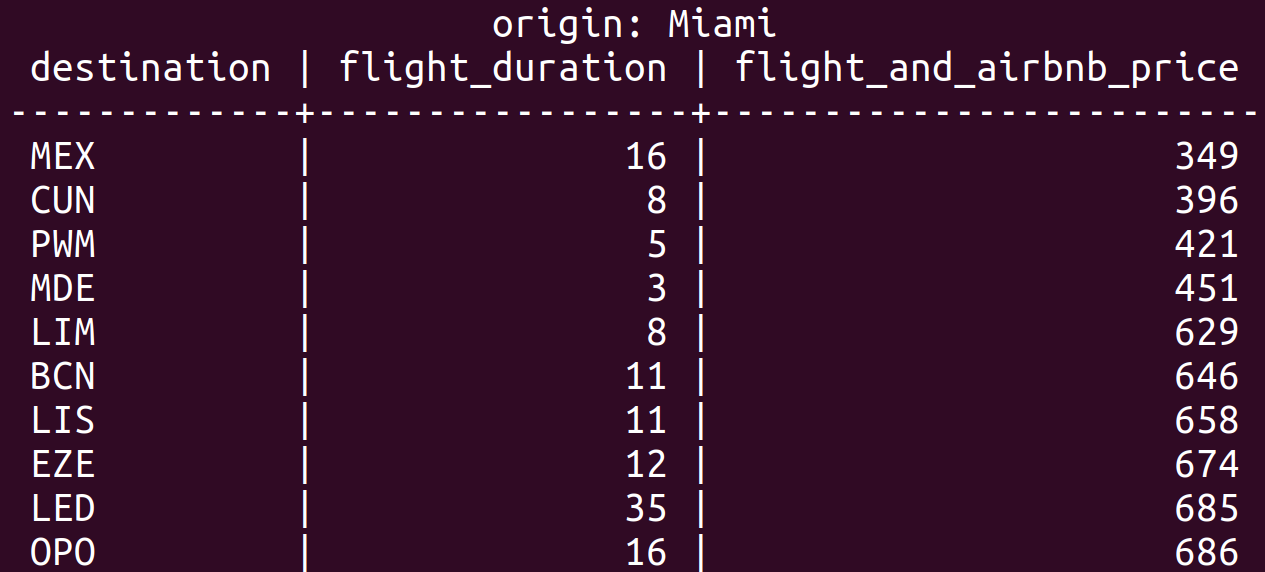 origin: Miami
destination | flight_duration | flight_and_airbnb_price
-------------+-----------------+-------------------------
MEX | 16 | 349
CUN | 8 | 396
PWM | 5 | 421
MDE | 3 | 451
LIM | 8 | 629
BCN | 11 | 646
LIS | 11 | 658
EZE | 12 | 674
LED | 35 | 685
OPO | 16 | 686